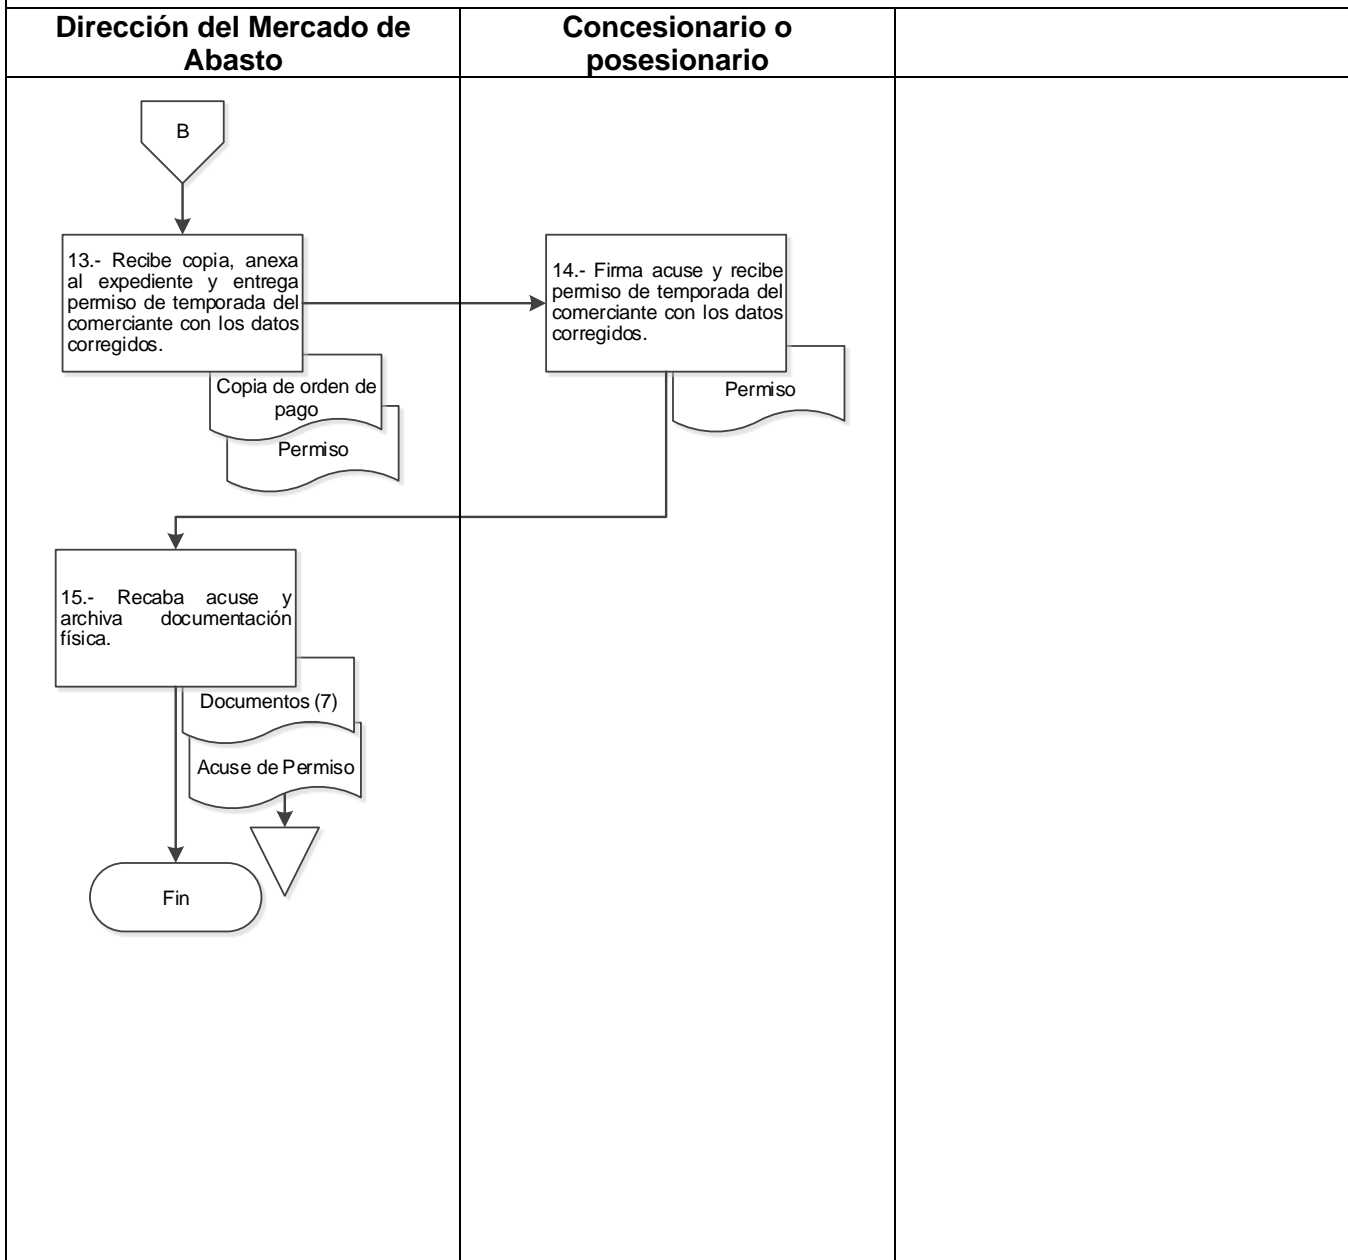 Dirección del Mercado de
Abasto
Concesionario o
posesionario
B
13.- Recibe copia, anexa
al expediente y entrega
permiso de temporada del
comerciante con los datos
corregidos.
Copia de orden de
pago
Permiso
14.- Firma acuse y recibe
permiso de temporada del
comerciante con los datos
corregidos.
Permiso
15.- Recaba acuse y
archiva documentación
física.
Documentos (7)
Acuse de Permiso
Fin